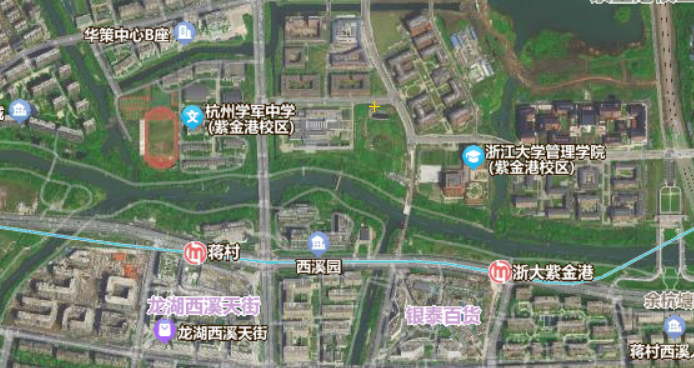 华策中心B座
杭州学军中学
(紫金港校区)
浙江大学管理学院
(紫金港校区)
蒋村
西溪园
浙大紫金港
龙湖西溪天街
银泰百货
龙湖西溪天街
余杭塘
蒋村西溪人